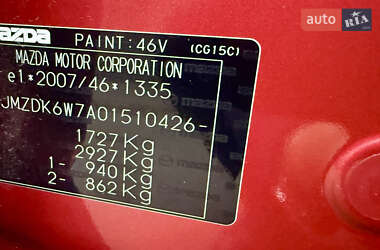 auto RIA.com
mazda PAINT:46V (CG15C)
MAZDA MOTOR CORPORATION
e1*2007/46*1335
JMZDK6W7A01510426-
1727Kg
2927Kg
1- 940Kg
2- 862Kg